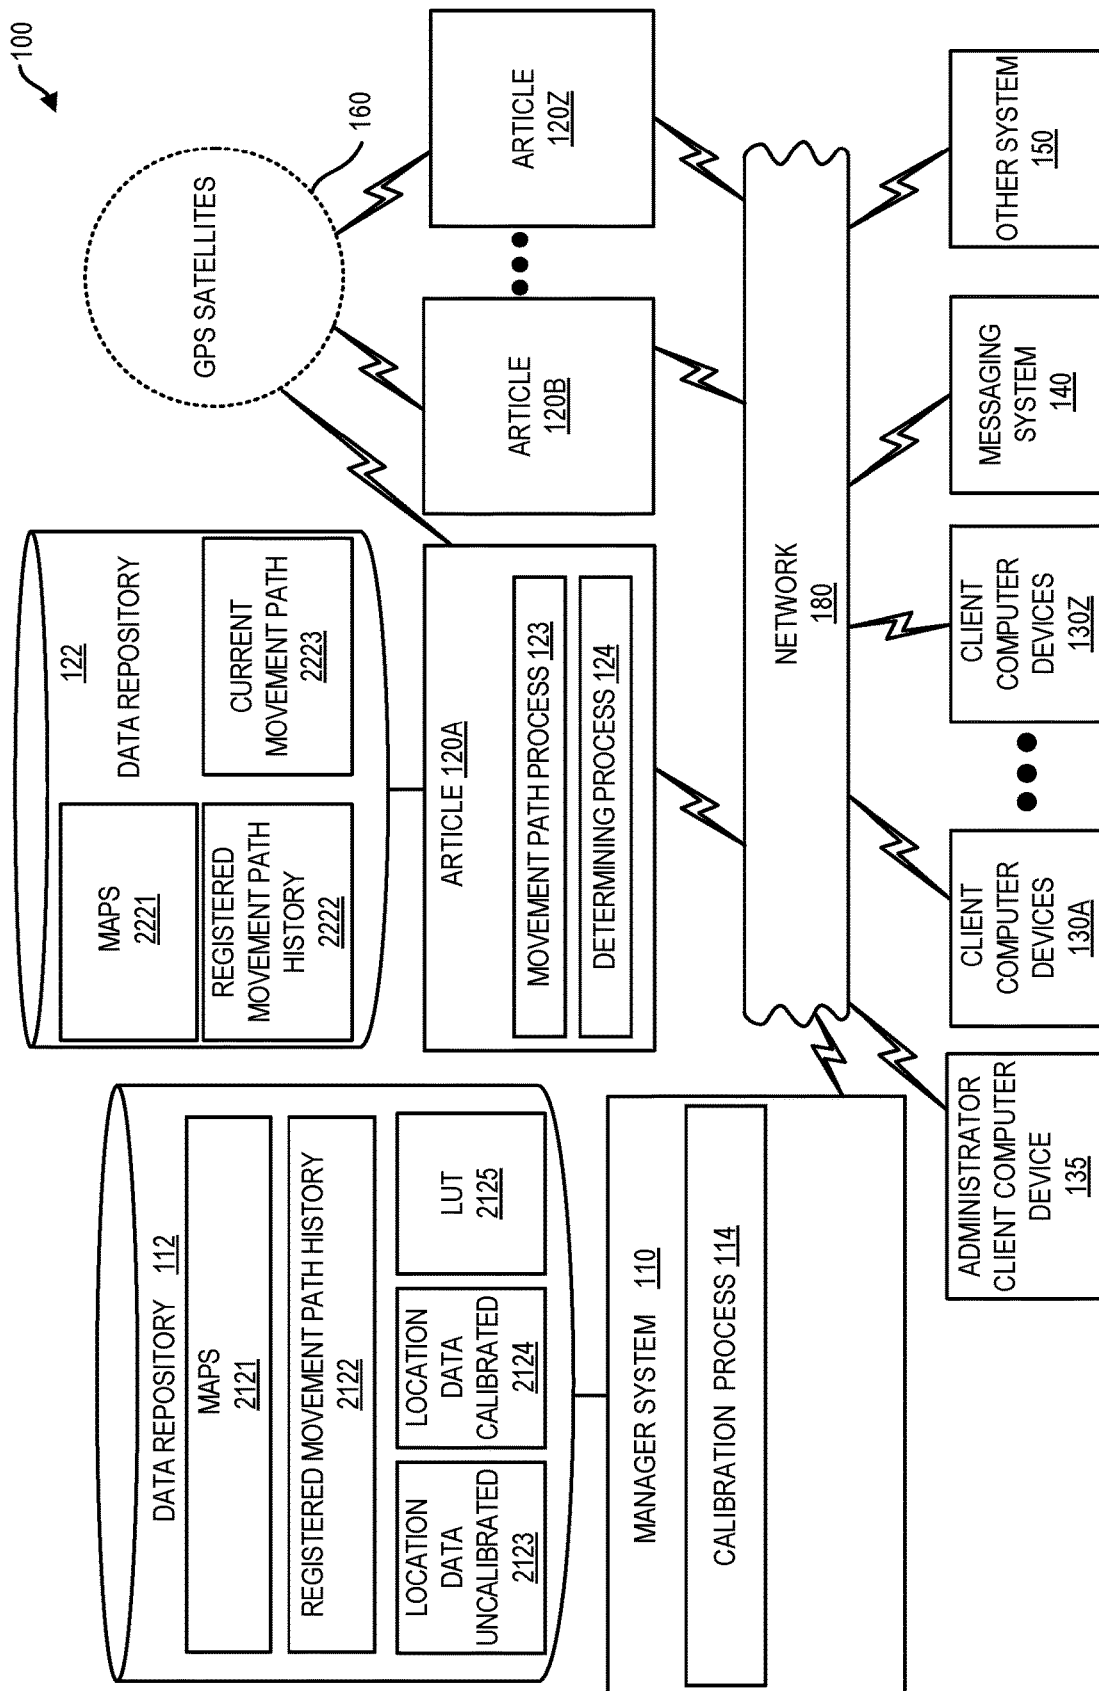 100
DATA REPOSITORY 112
MAPS
2121
REGISTERED MOVEMENT PATH HISTORY
2122
LOCATION
DATA
UNCALIBRATED
2123
LOCATION
DATA
CALIBRATED
2124
LUT
2125
MANAGER SYSTEM 110
CALIBRATION PROCESS 114
122
DATA REPOSITORY
MAPS
2221
REGISTERED
MOVEMENT PATH
HISTORY
2222
CURRENT
MOVEMENT PATH
2223
ARTICLE 120A
MOVEMENT PATH PROCESS 123
DETERMINING PROCESS 124
GPS SATELLITES
160
ARTICLE
120B
ARTICLE
120Z
NETWORK
180
ADMINISTRATOR
CLIENT COMPUTER
DEVICE
135
CLIENT
COMPUTER
DEVICES
130A
CLIENT
COMPUTER
DEVICES
130Z
MESSAGING
SYSTEM
140
OTHER SYSTEM
150